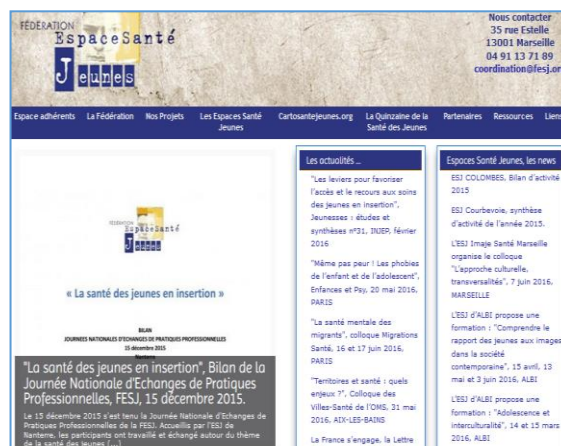 FÉDÉRATION
EspaceSanté
Jeunes
Nous contacter
35 rue Estelle
13001 Marseille
04 91 13 71 89
coordination@fesj.or
Espace adhérents La Fédération Nos Projets Les Espaces Santé Jeunes Cartosantejeunes.org La Quinzaine de la Santé des Jeunes Partenaires Ressources Liens
FÉDÉRATION
EspaceSanté
Jeunes
« La santé des jeunes en insertion »
BILAN
JOURNEES NATIONALES D'ECHANGES DE PRATIQUES PROFESSIONNELLES
15 décembre 2015
Nanterre
"La santé des jeunes en insertion", Bilan de la
Journée Nationale d'Echanges de Pratiques
Professionnelles, FESJ, 15 décembre 2015.
Le 15 décembre 2015 s'est tenu la Journée Nationale d'Echanges de
Pratiques Professionnelles de la FESJ. Accueillis par l'ESJ de
Nanterre, les participants ont travaillé et échangé autour du thème
de la santé des jeunes [...]
Les actualités ...
"Les leviers pour favoriser
l'accès et le recours aux soins
des jeunes en insertion",
Jeunesses : études et
synthèses n°31, INJEP, février
2016
"Même pas peur ! Les phobies
de l'enfant et de l'adolescent",
Enfances et Psy, 20 mai 2016,
PARIS
"La santé mentale des
migrants", colloque Migrations
Santé, 16 et 17 juin 2016,
PARIS
"Territoires et santé : quels
enjeux ?", Colloque des
Villes-Santé de l'OMS, 31 mai
2016, AIX-LES-BAINS
La France s'engage, la Lettre
Espaces Santé Jeunes, les news
ESJ COLOMBES, Bilan d'activité
2015
ESJ Courbevoie, synthèse
d'activité de l'année 2015.
L'ESJ Imaje Santé Marseille
organise le colloque
"L'approche culturelle,
transversalités", 7 juin 2016,
MARSEILLE
L'ESJ d'ALBI propose une
formation : "Comprendre le
rapport des jeunes aux images
dans la société
contemporaine", 15 avril, 13
mai et 3 juin 2016, ALBI
L'ESJ d'ALBI propose une
formation : "Adolescence et
interculturalité", 14 et 15 mars
2016, ALBI